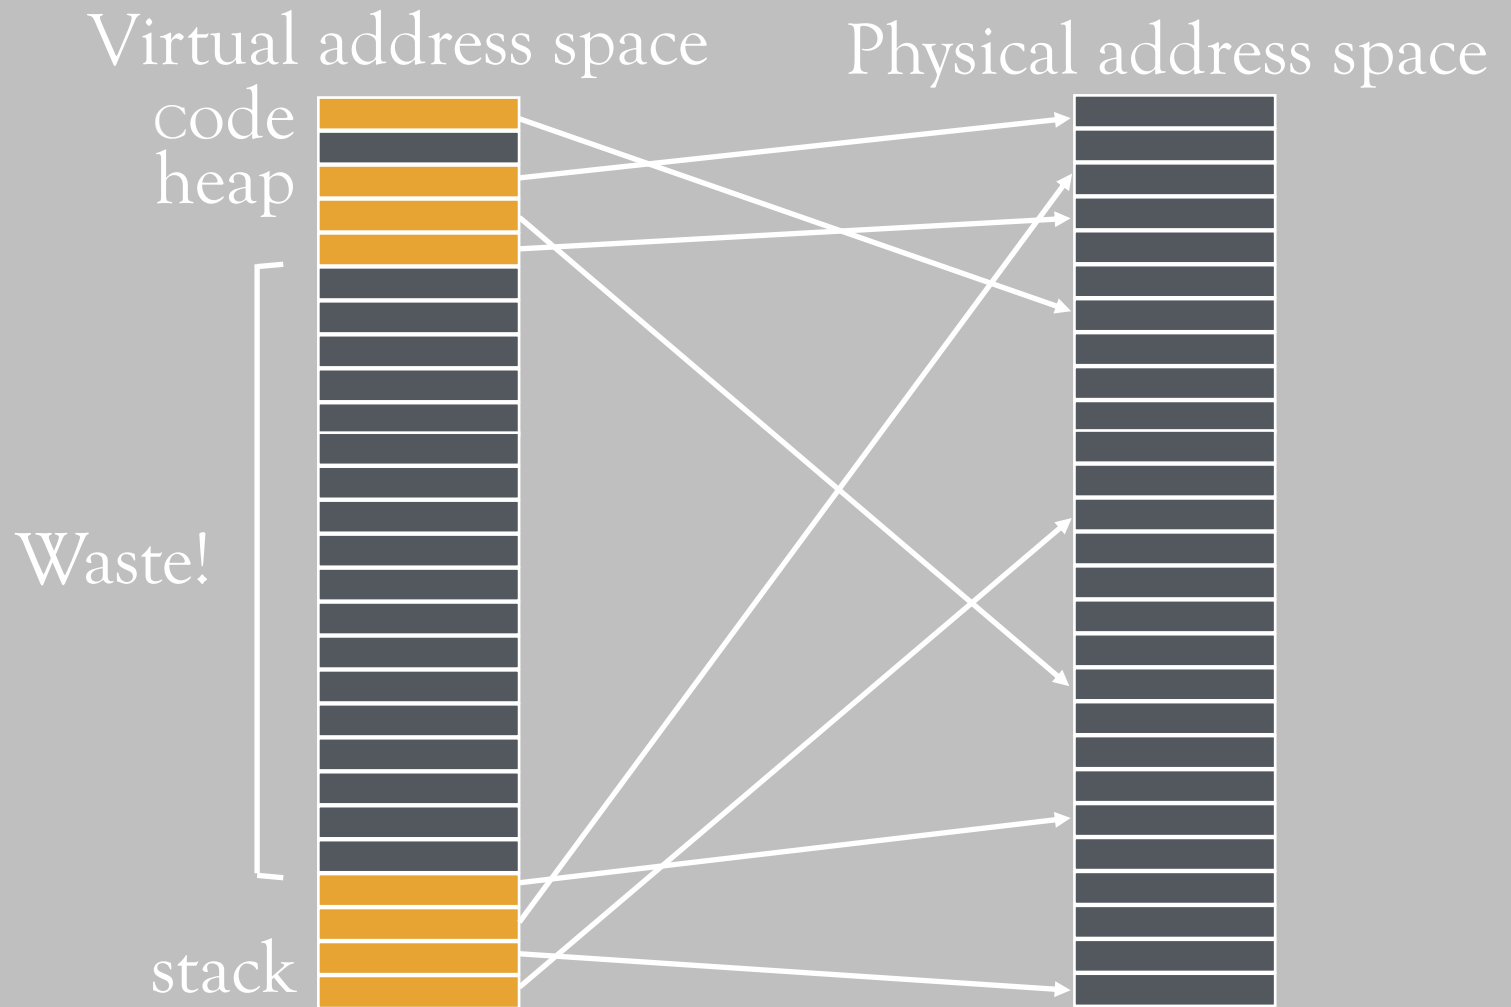 Virtual address space
Physical address space
code
heap
Waste!
stack